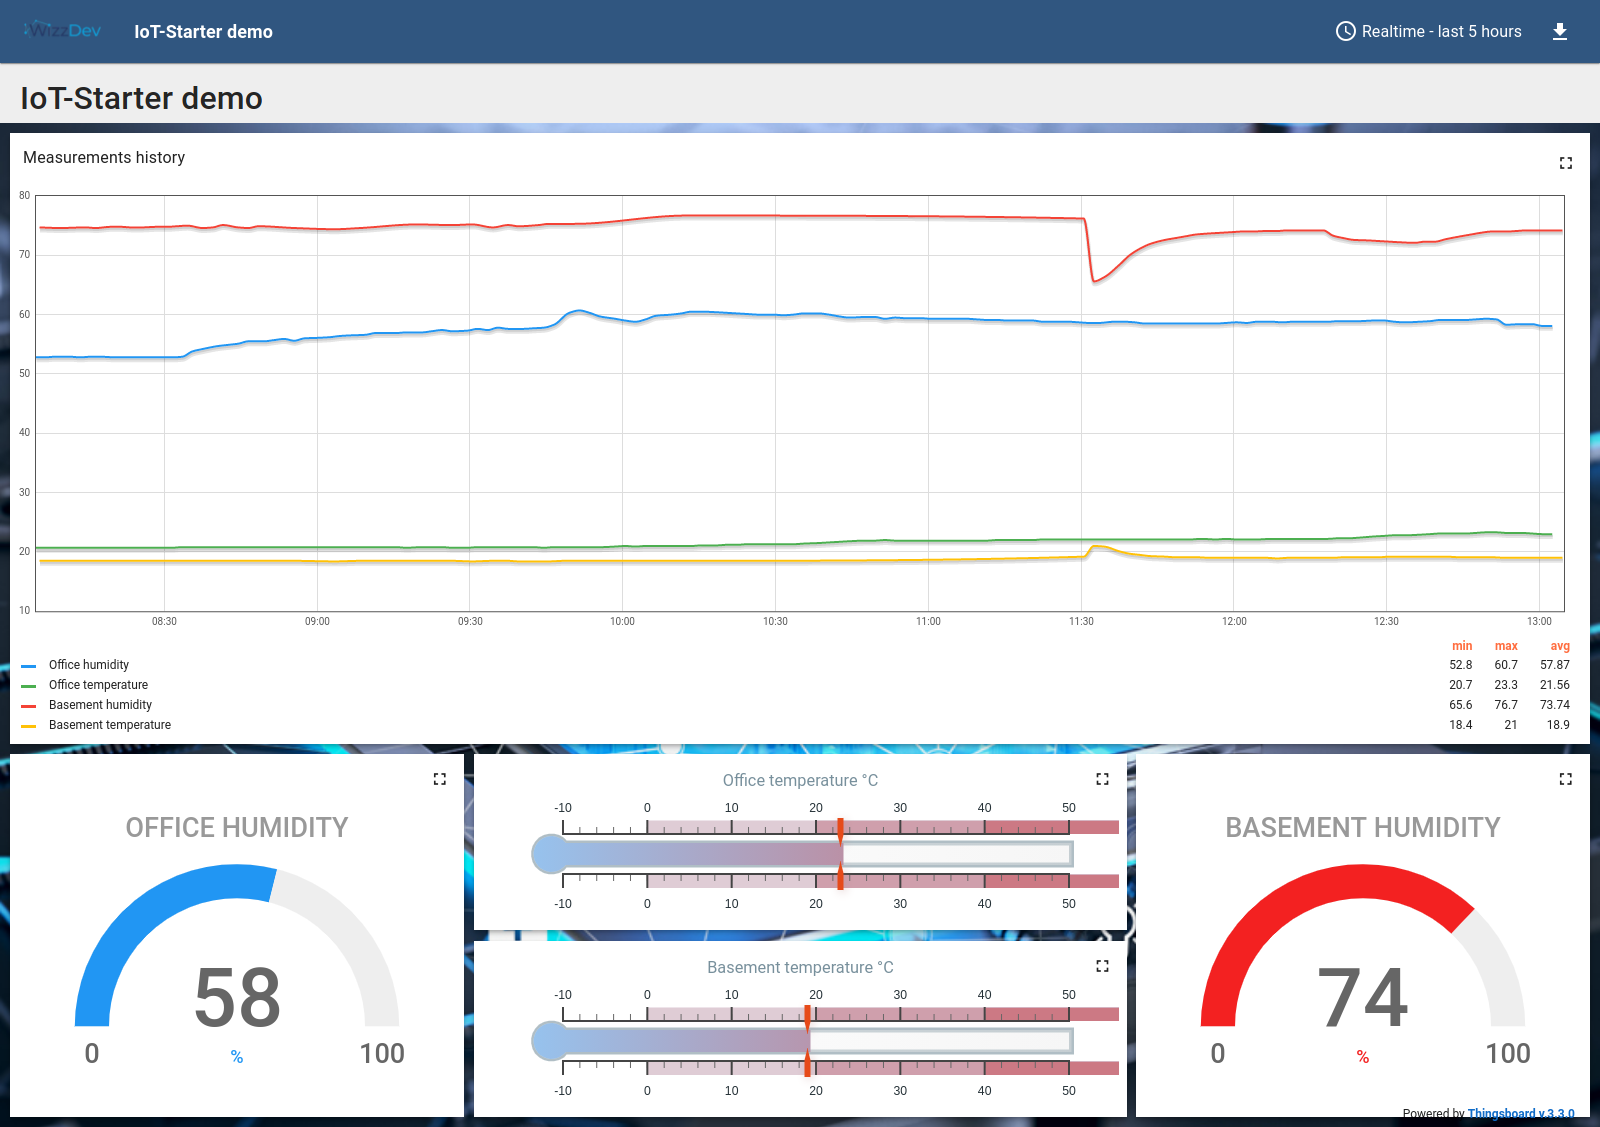 WizzDev IoT-Starter demo Realtime - last 5 hours
IoT-Starter demo
Measurements history
80
70
60
50
40
30
20
10
08:30 09:00 09:30 10:00 10:30 11:00 11:30 12:00 12:30 13:00
min max avg
Office humidity 52.8 60.7 57.87
Office temperature 20.7 23.3 21.56
Basement humidity 65.6 76.7 73.74
Basement temperature 18.4 21 18.9
OFFICE HUMIDITY
58
0 % 100
Office temperature °C
-10 0 10 20 30 40 50
-10 0 10 20 30 40 50
Basement temperature °C
-10 0 10 20 30 40 50
-10 0 10 20 30 40 50
BASEMENT HUMIDITY
74
0 % 100
Powered by Thingsboard v.3.3.0